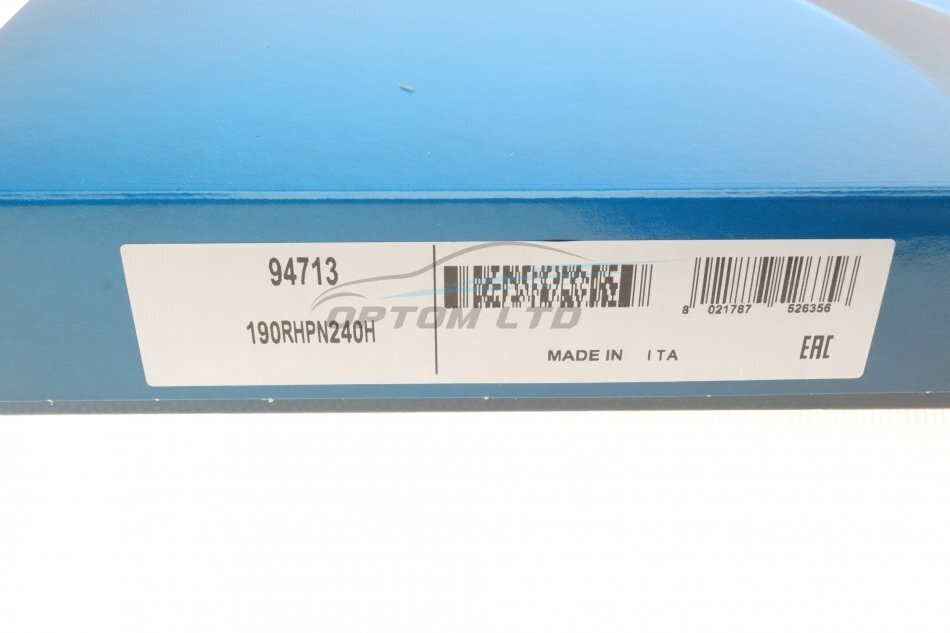 94713
190RHPN240H
8 021787 526356
MADE IN ITA
EAC
OPTOM LTD